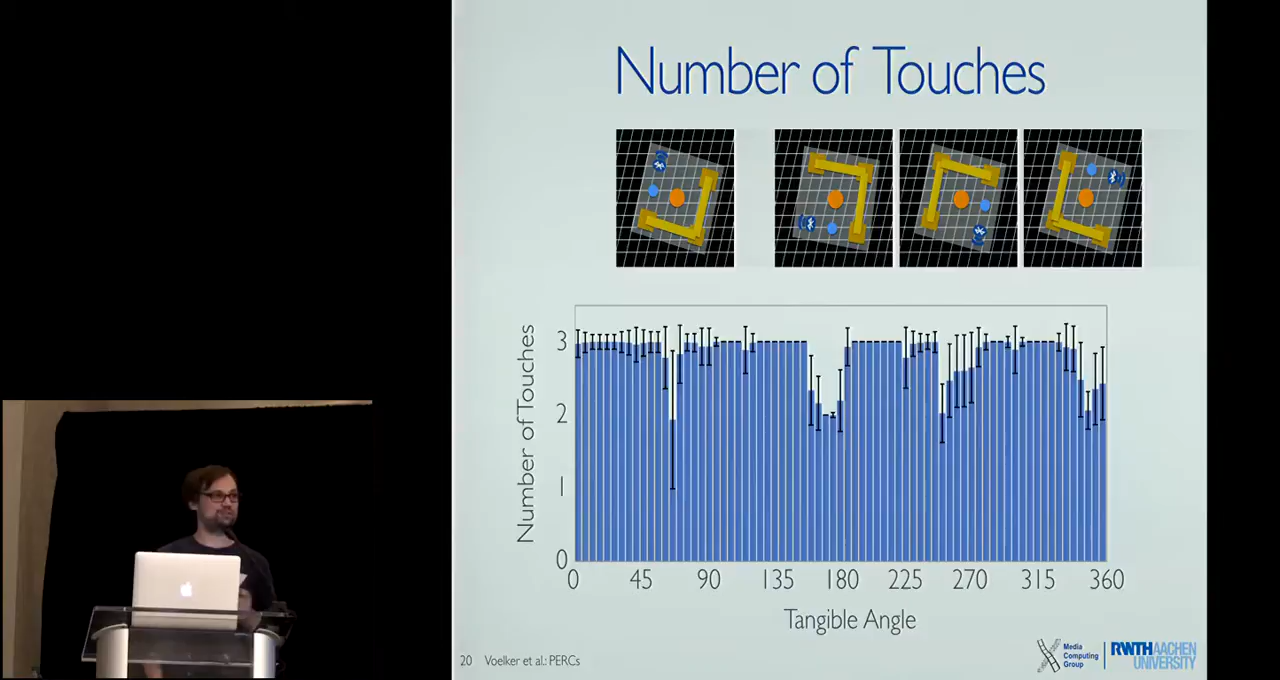 Number of Touches
Number of Touches
3
2
1
0
0 45 90 135 180 225 270 315 360
Tangible Angle
20 Voelker et al.: PERCs
Media
Computing
Group
RWTHAACHEN
UNIVERSITY